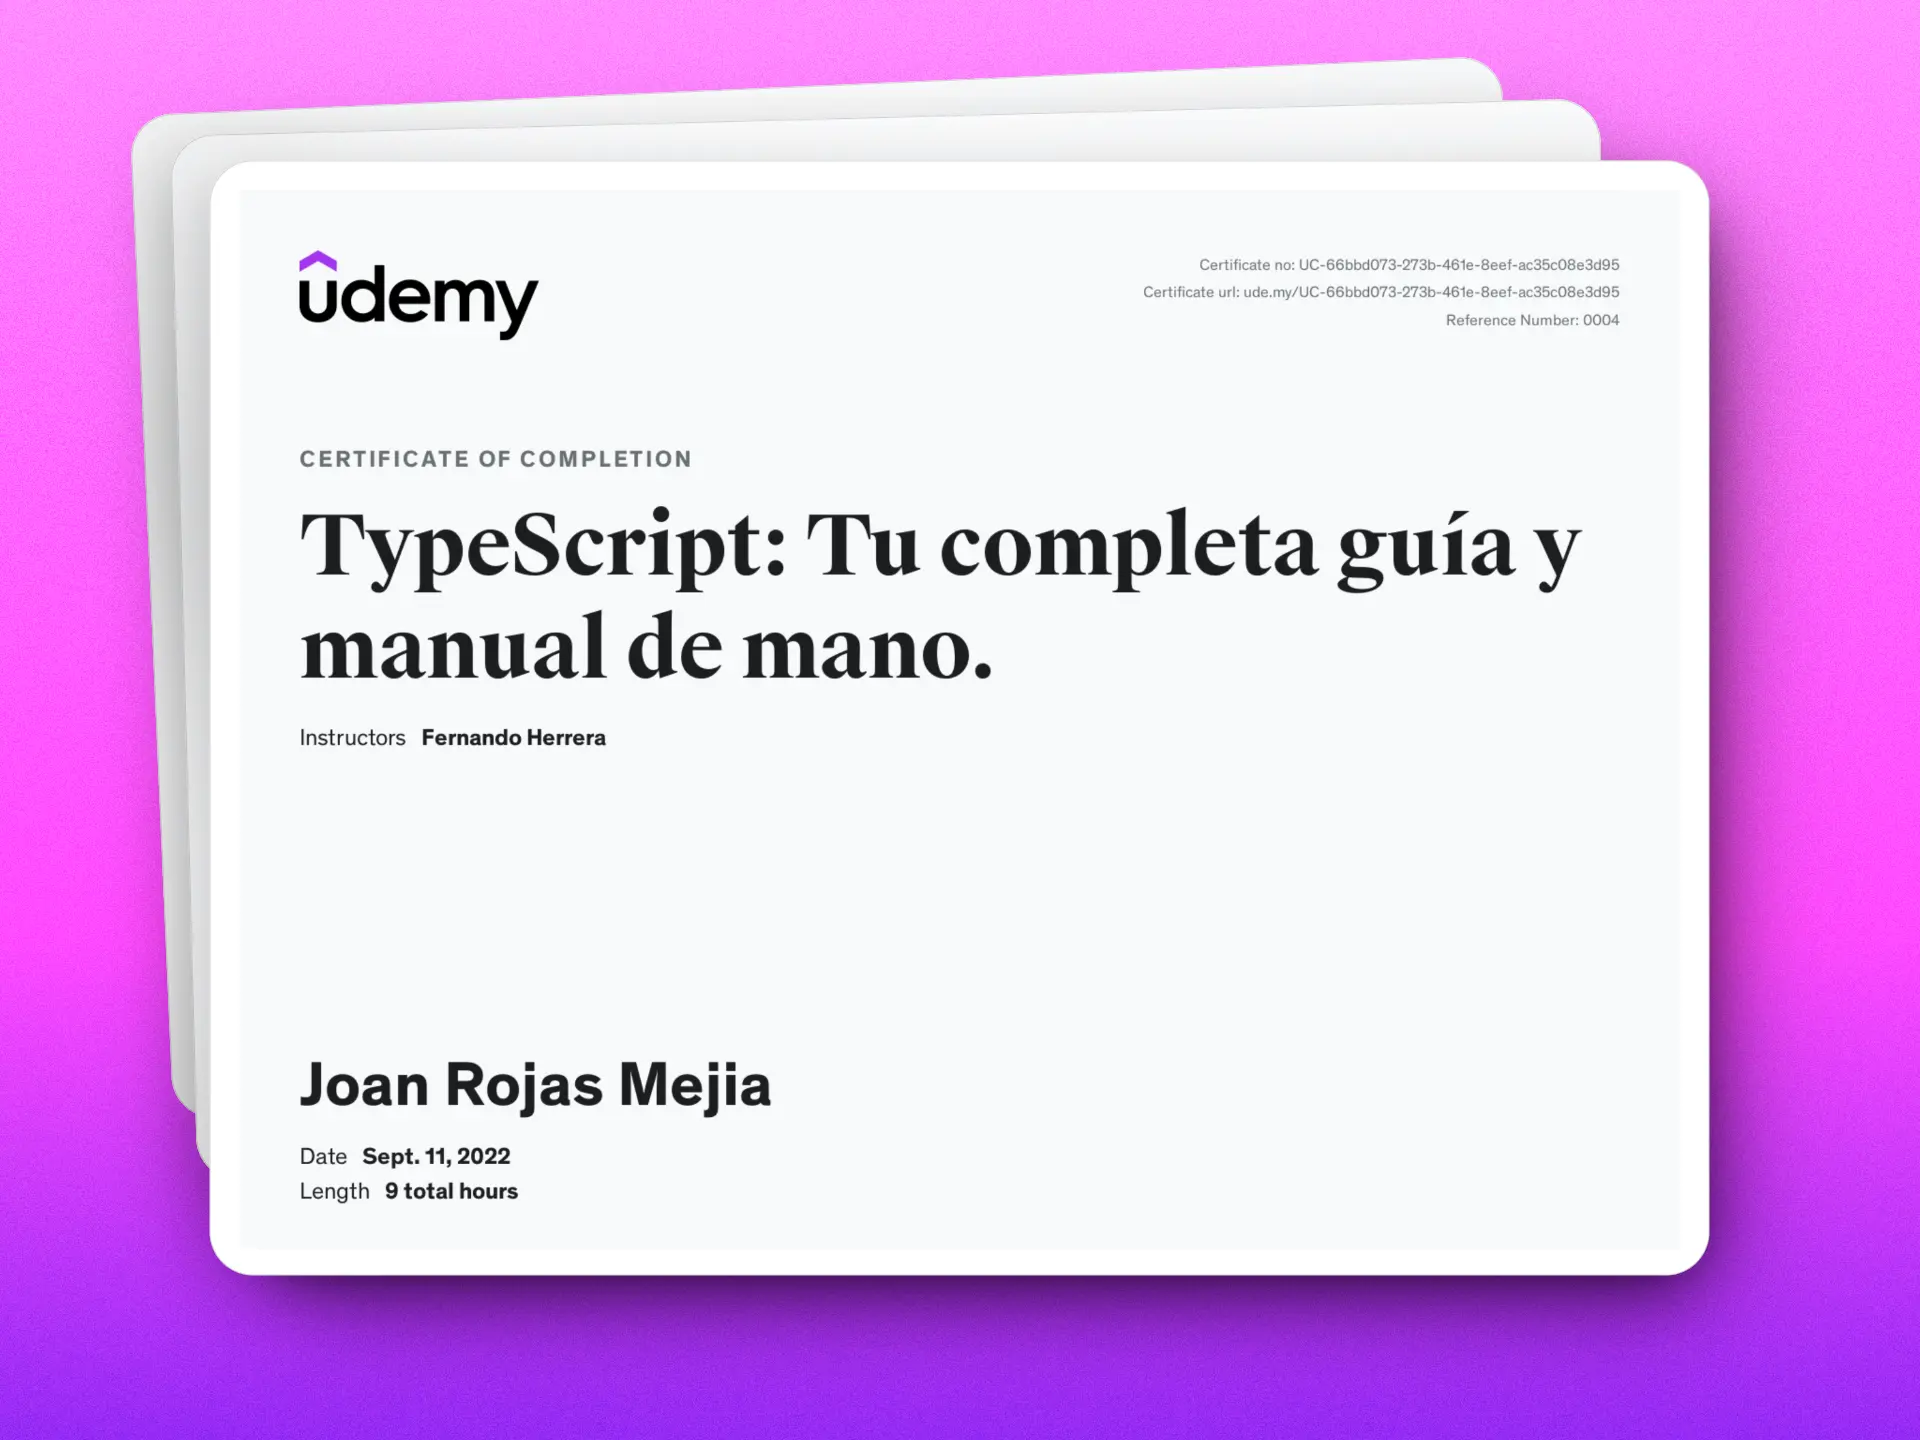 udemy
Certificate no: UC-66bbd073-273b-461e-8eef-ac35c08e3d95
Certificate url: ude.my/UC-66bbd073-273b-461e-8eef-ac35c08e3d95
Reference Number: 0004
CERTIFICATE OF COMPLETION
TypeScript: Tu completa guía y
manual de mano.
Instructors Fernando Herrera
Joan Rojas Mejia
Date Sept. 11, 2022
Length 9 total hours